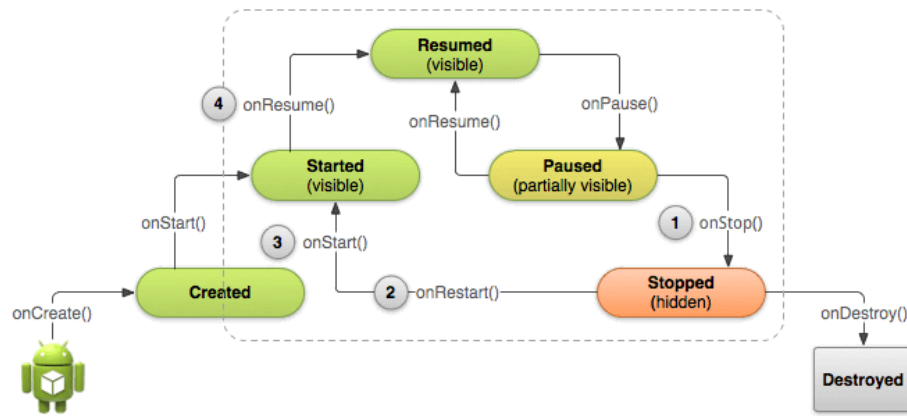 Resumed
(visible)
4
onResume()
onResume()
onPause()
Started
(visible)
Paused
(partially visible)
onStart()
3
onStart()
1
onStop()
Created
2
onRestart()
Stopped
(hidden)
onCreate()
onDestroy()
Destroyed